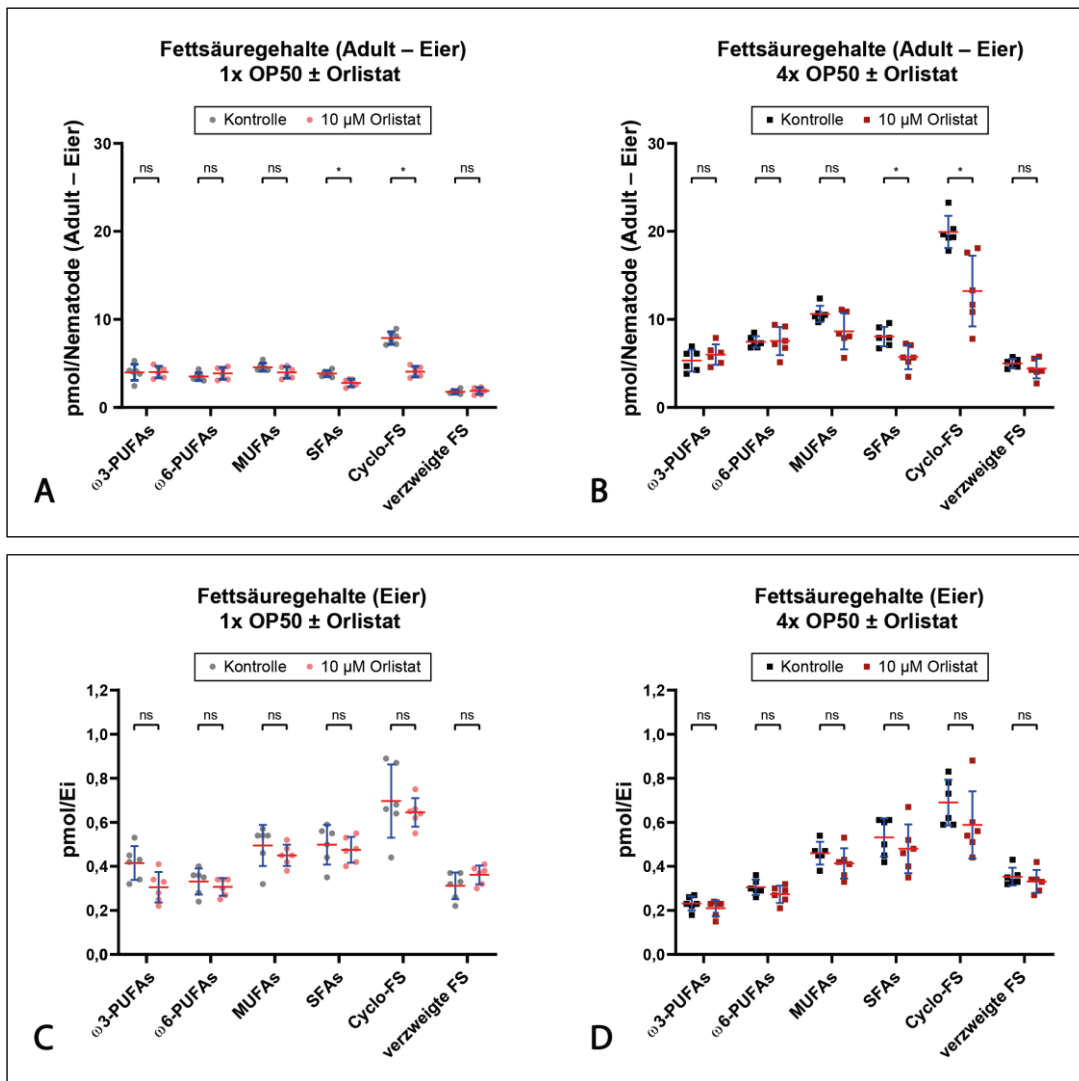 Fettsäuregehalte (Adult – Eier)
1x OP50 ± Orlistat
Kontrolle 10 µM Orlistat
pmol/Nematode (Adult – Eier)
30
20
10
0
ns ns ns * * ns
ω3-PUFAs
ω6-PUFAs
MUFAs
SFAs
Cyclo-FS
verzweigte FS
A
Fettsäuregehalte (Adult – Eier)
4x OP50 ± Orlistat
Kontrolle 10 µM Orlistat
pmol/Nematode (Adult – Eier)
30
20
10
0
ns ns ns * * ns
ω3-PUFAs
ω6-PUFAs
MUFAs
SFAs
Cyclo-FS
verzweigte FS
B
Fettsäuregehalte (Eier)
1x OP50 ± Orlistat
Kontrolle 10 µM Orlistat
pmol/Ei
1,2
1,0
0,8
0,6
0,4
0,2
0,0
ns ns ns ns ns ns
ω3-PUFAs
ω6-PUFAs
MUFAs
SFAs
Cyclo-FS
verzweigte FS
C
Fettsäuregehalte (Eier)
4x OP50 ± Orlistat
Kontrolle 10 µM Orlistat
pmol/Ei
1,2
1,0
0,8
0,6
0,4
0,2
0,0
ns ns ns ns ns ns
ω3-PUFAs
ω6-PUFAs
MUFAs
SFAs
Cyclo-FS
verzweigte FS
D